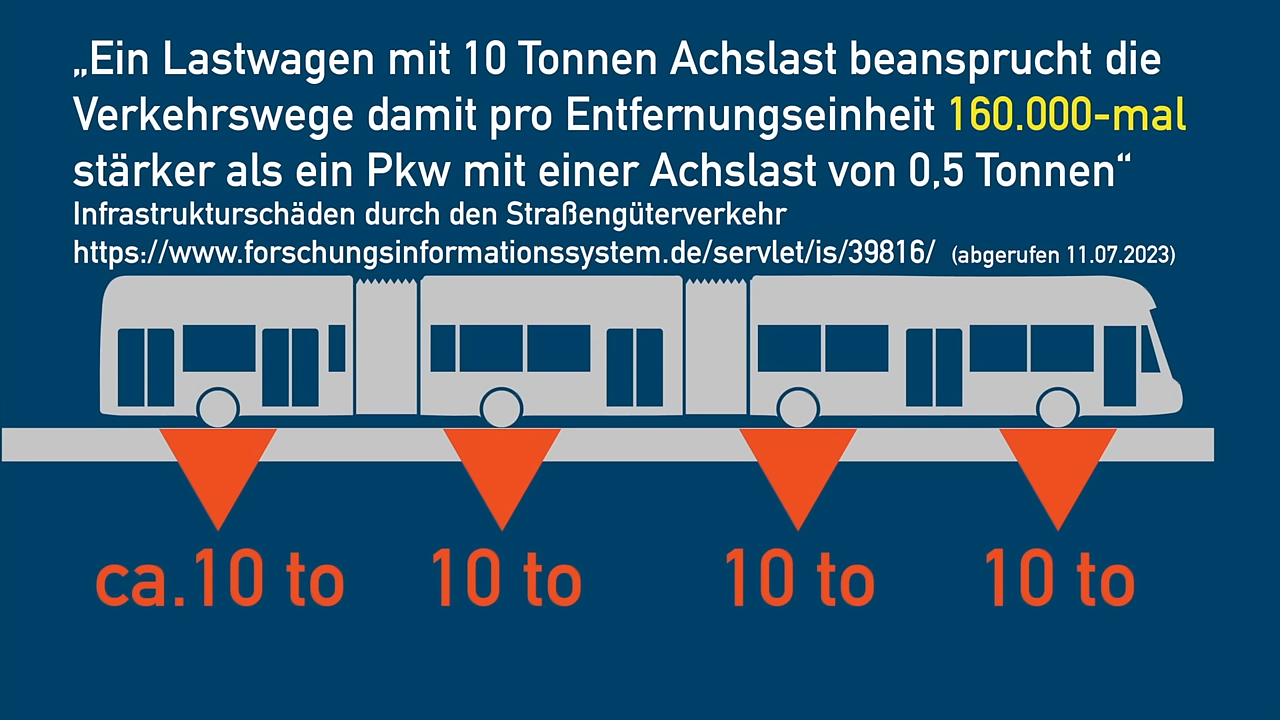 „Ein Lastwagen mit 10 Tonnen Achslast beansprucht die
Verkehrswege damit pro Entfernungseinheit 160.000-mal
stärker als ein Pkw mit einer Achslast von 0,5 Tonnen“
Infrastrukturschäden durch den Straßengüterverkehr
https://www.forschungsinformationssystem.de/servlet/is/39816/ (abgerufen 11.07.2023)
ca.10 to 10 to 10 to 10 to